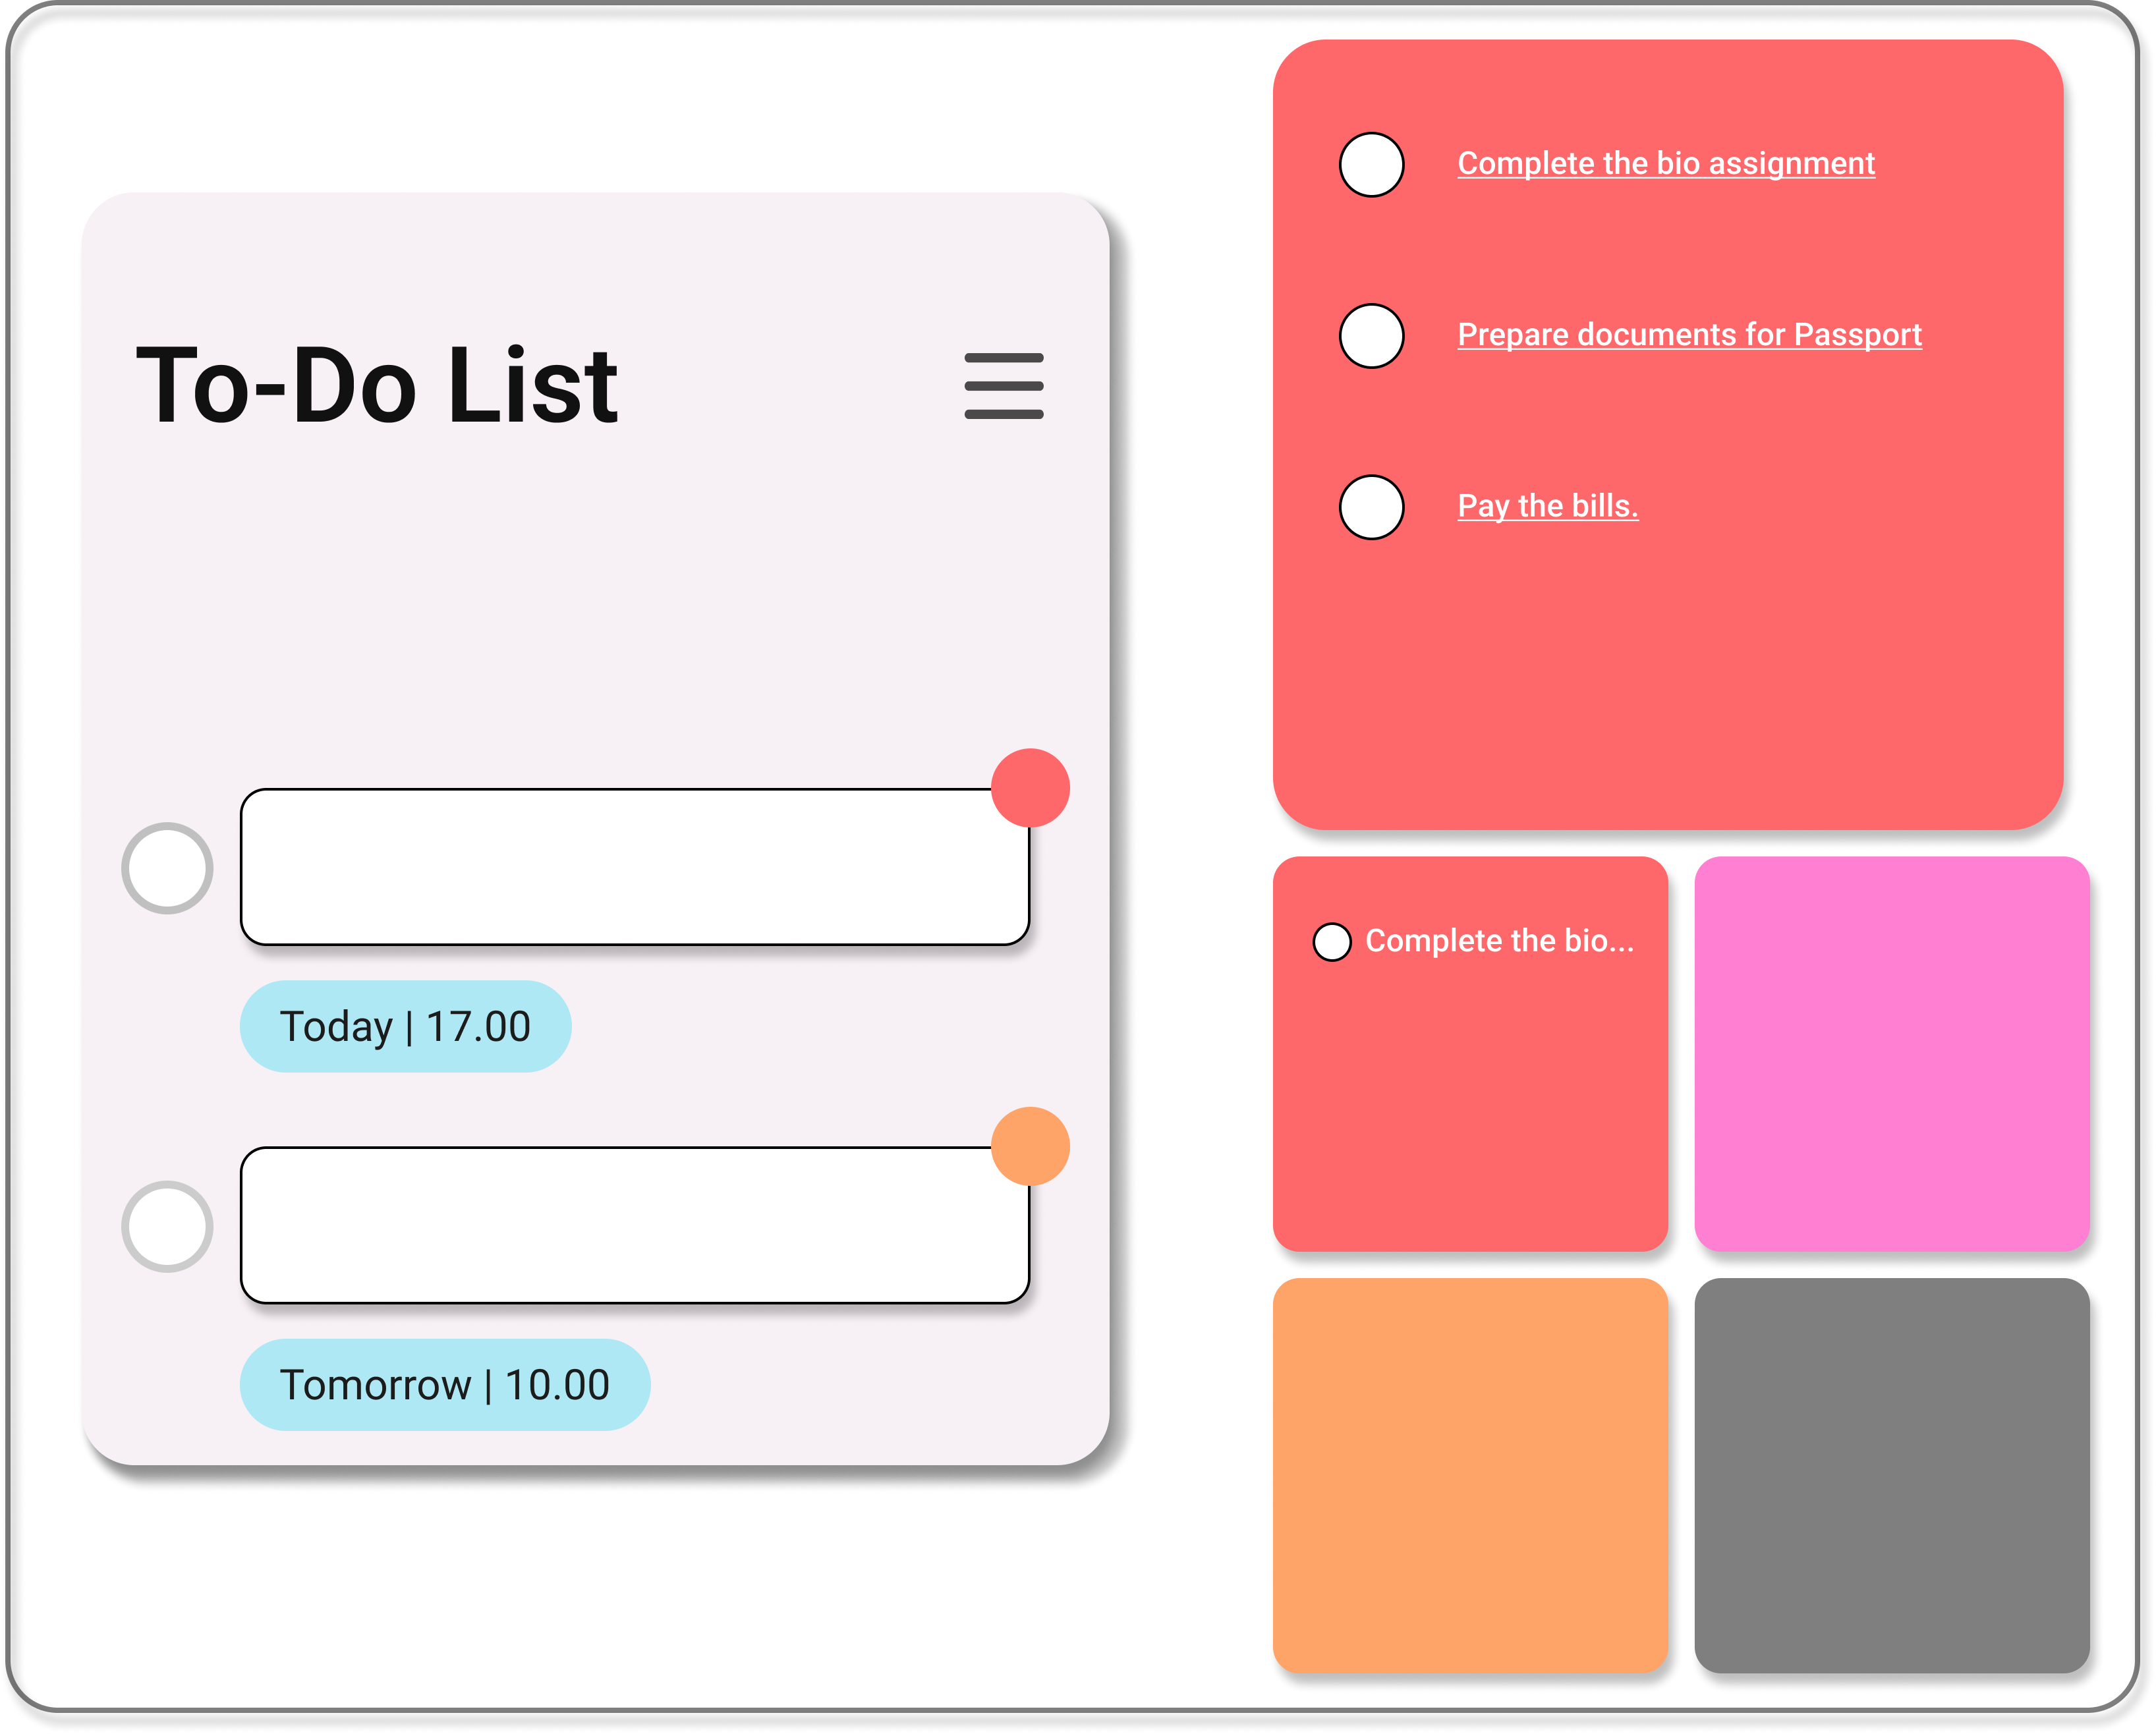 To-Do List
Today | 17.00
Tomorrow | 10.00
Complete the bio assignment
Prepare documents for Passport
Pay the bills.
Complete the bio...